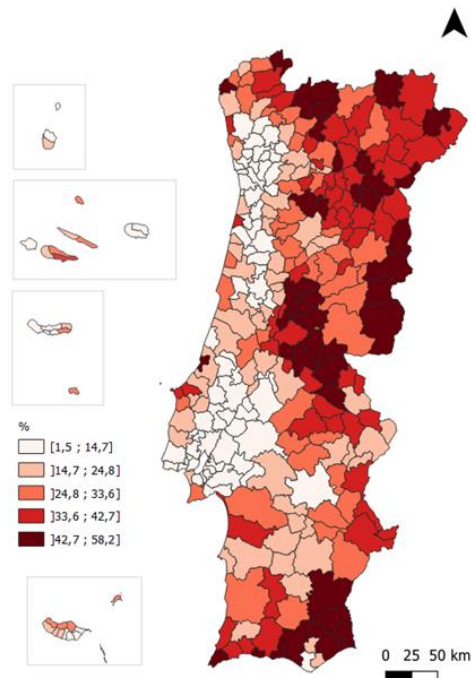 %
[1,5 ; 14,7]
]14,7 ; 24,8]
]24,8 ; 33,6]
]33,6 ; 42,7]
]42,7 ; 58,2]
0 25 50 km